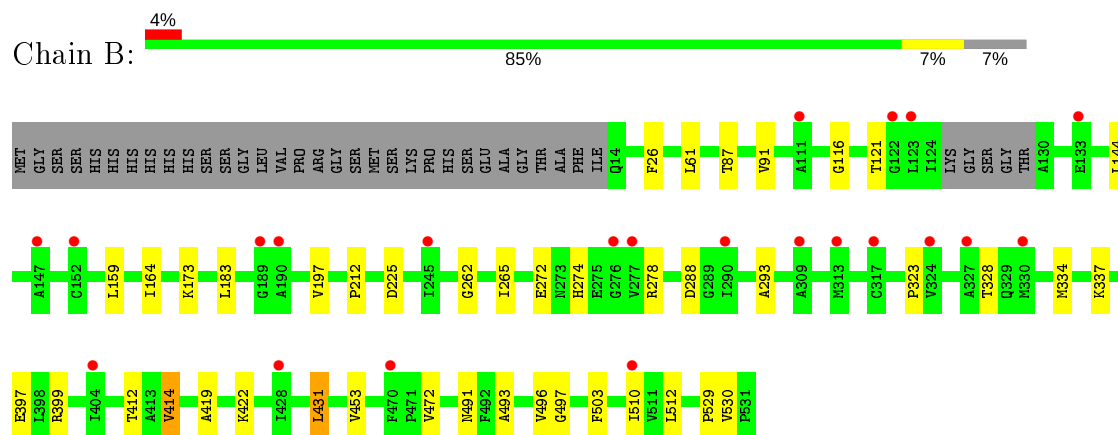 4%
Chain B:
85% 7% 7%
MET GLY SER SER HIS HIS HIS HIS HIS HIS SER SER GLY LEU VAL PRO ARG GLY SER MET SER LYS PRO HIS SER GLU ALA GLY THR ALA PHE ILE Q14 F26 L61 T87 V91 A111 G116 T121 G122 L123 I124 LYS GLY SER GLY THR A130 E133 L144
A147 C152 L159 I164 K173 L183 G189 A190 V197 P212 D225 I245 G262 I265 E272 N273 H274 E275 G276 V277 R278 D288 G289 I290 A293 A309 M313 C317 P323 V324 A327 T328 Q329 M330 M334 K337
E397 L398 R399 I404 T412 A413 V414 A419 K422 I428 L431 V453 F470 P471 V472 N491 F492 A493 V496 G497 F503 I510 V511 L512 P529 V530 P531